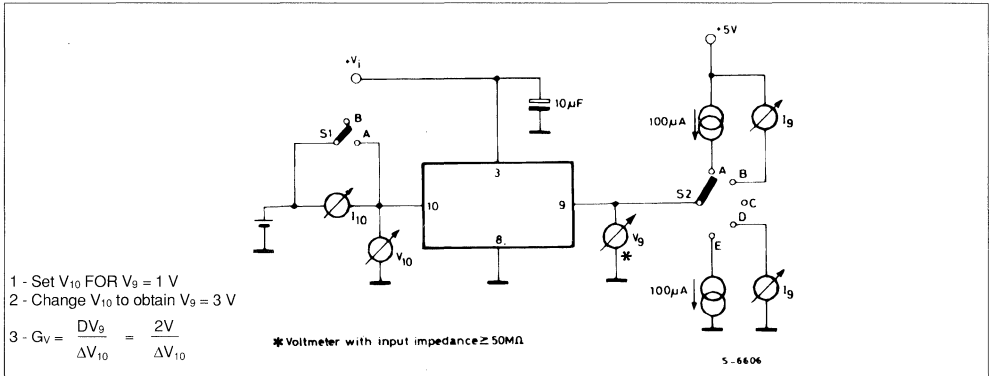 +5V
+Vi
10µF
B
S1
A
100µA
I9
3
A
B
S2
C
10
9
D
I10
8.
E
V10
V9
*
100µA
I9
1 - Set V10 FOR V9 = 1 V
2 - Change V10 to obtain V9 = 3 V
3 - GV = DV9 / ΔV10 = 2V / ΔV10
* Voltmeter with input impedance ≥ 50MΩ
S-6606